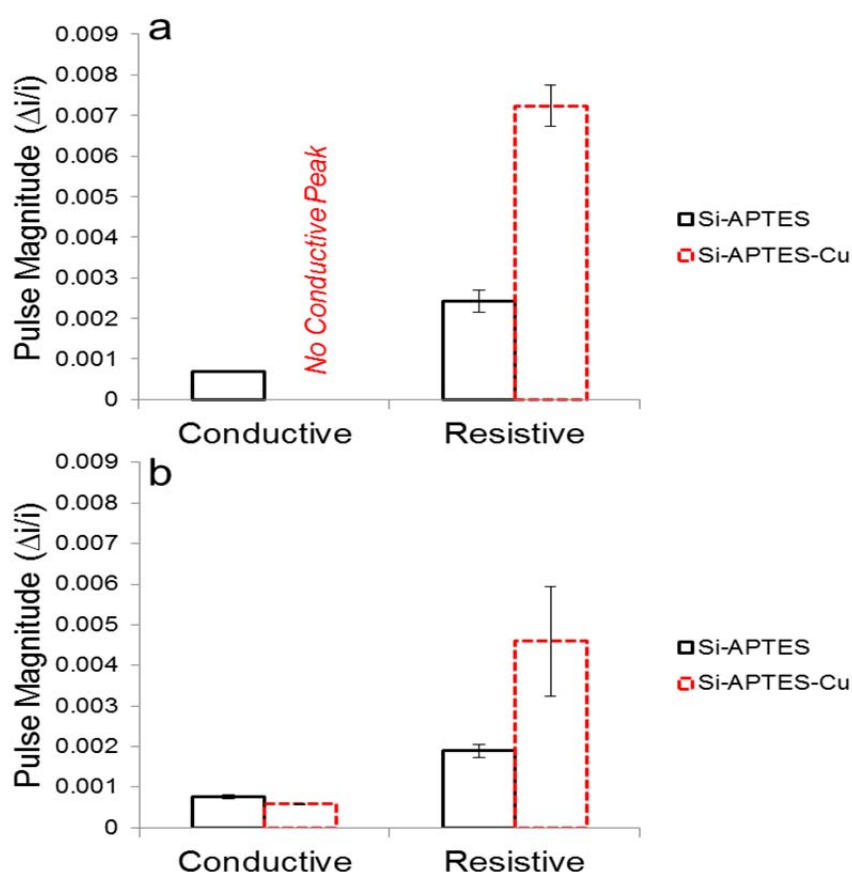 a
Pulse Magnitude (Δi/i)
0.009
0.008
0.007
0.006
0.005
0.004
0.003
0.002
0.001
0
No Conductive Peak
Conductive
Resistive
Si-APTES
Si-APTES-Cu
b
Pulse Magnitude (Δi/i)
0.009
0.008
0.007
0.006
0.005
0.004
0.003
0.002
0.001
0
Conductive
Resistive
Si-APTES
Si-APTES-Cu